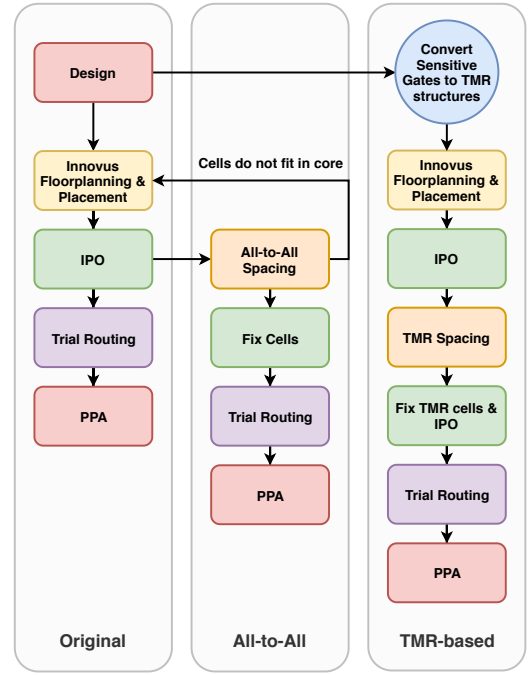 Design
Innovus
Floorplanning &
Placement
IPO
Trial Routing
PPA
Original
Cells do not fit in core
All-to-All
Spacing
Fix Cells
Trial Routing
PPA
All-to-All
Convert
Sensitive
Gates to TMR
structures
Innovus
Floorplanning &
Placement
IPO
TMR Spacing
Fix TMR cells &
IPO
Trial Routing
PPA
TMR-based